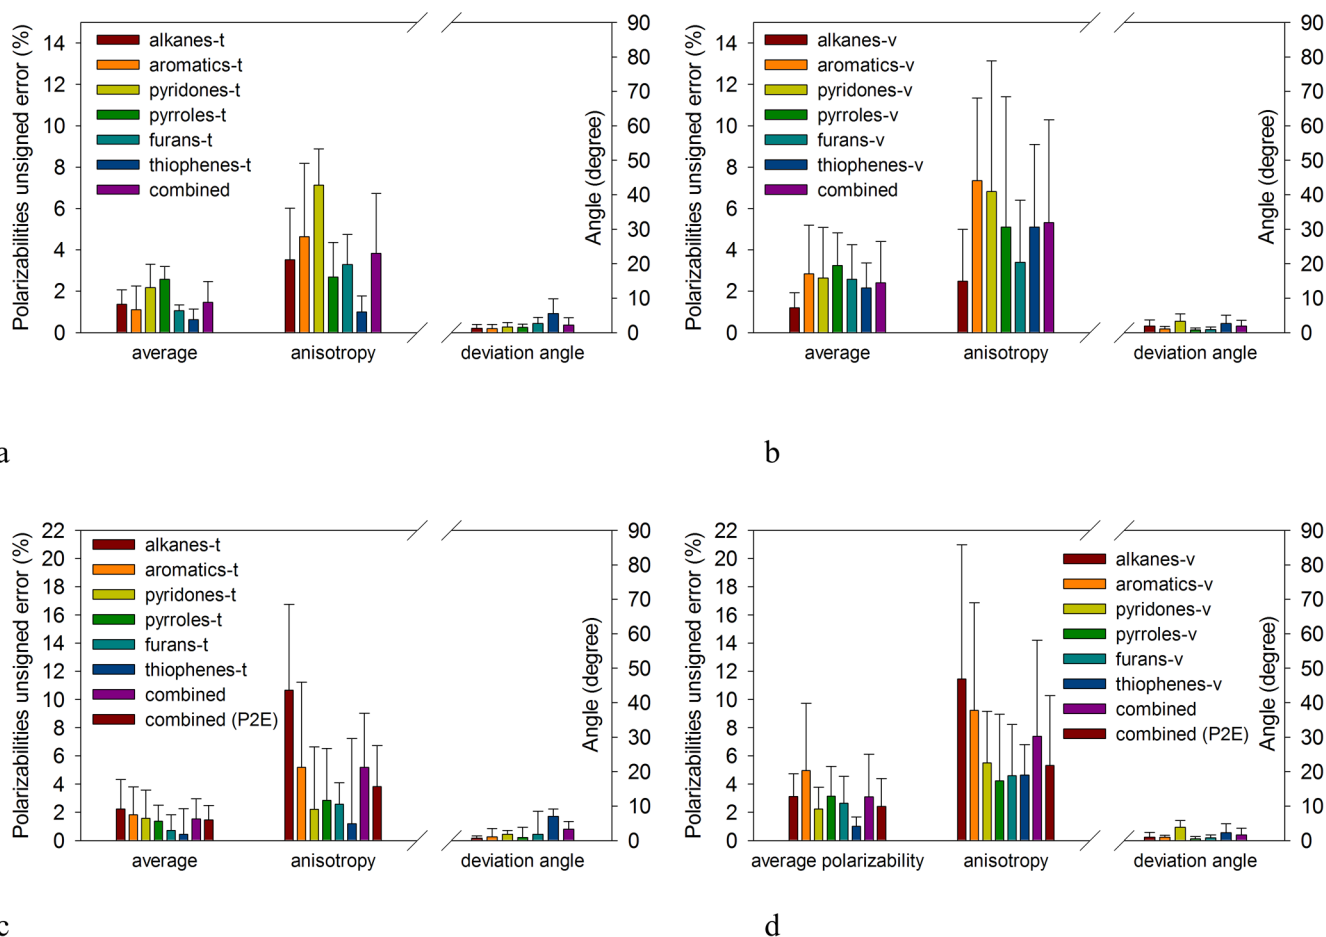 Polarizabilities unsigned error (%)
14
12
10
8
6
4
2
0
alkanes-t
aromatics-t
pyridones-t
pyrroles-t
furans-t
thiophenes-t
combined
average
anisotropy
deviation angle
90
80
70
60
50
40
30
20
10
0
Angle (degree)
a
Polarizabilities unsigned error (%)
14
12
10
8
6
4
2
0
alkanes-v
aromatics-v
pyridones-v
pyrroles-v
furans-v
thiophenes-v
combined
average
anisotropy
deviation angle
90
80
70
60
50
40
30
20
10
0
Angle (degree)
b
Polarizabilities unsigned error (%)
22
20
18
16
14
12
10
8
6
4
2
0
alkanes-t
aromatics-t
pyridones-t
pyrroles-t
furans-t
thiophenes-t
combined
combined (P2E)
average
anisotropy
deviation angle
90
80
70
60
50
40
30
20
10
0
Angle (degree)
c
Polarizabilities unsigned error (%)
22
20
18
16
14
12
10
8
6
4
2
0
alkanes-v
aromatics-v
pyridones-v
pyrroles-v
furans-v
thiophenes-v
combined
combined (P2E)
average polarizability
anisotropy
deviation angle
90
80
70
60
50
40
30
20
10
0
Angle (degree)
d